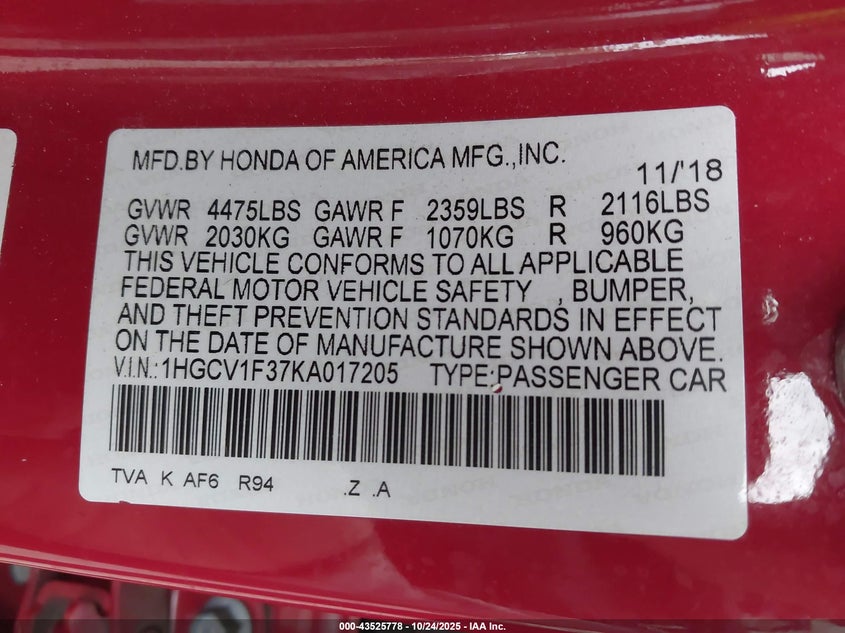 MFD.BY HONDA OF AMERICA MFG.,INC.
11/'18
GVWR 4475LBS GAWR F 2359LBS R 2116LBS
GVWR 2030KG GAWR F 1070KG R 960KG
THIS VEHICLE CONFORMS TO ALL APPLICABLE
FEDERAL MOTOR VEHICLE SAFETY , BUMPER,
AND THEFT PREVENTION STANDARDS IN EFFECT
ON THE DATE OF MANUFACTURE SHOWN ABOVE.
V.I.N.:1HGCV1F37KA017205 TYPE:PASSENGER CAR
TVA K AF6 R94 .Z .A
000-43525778 - 10/24/2025 - IAA Inc.